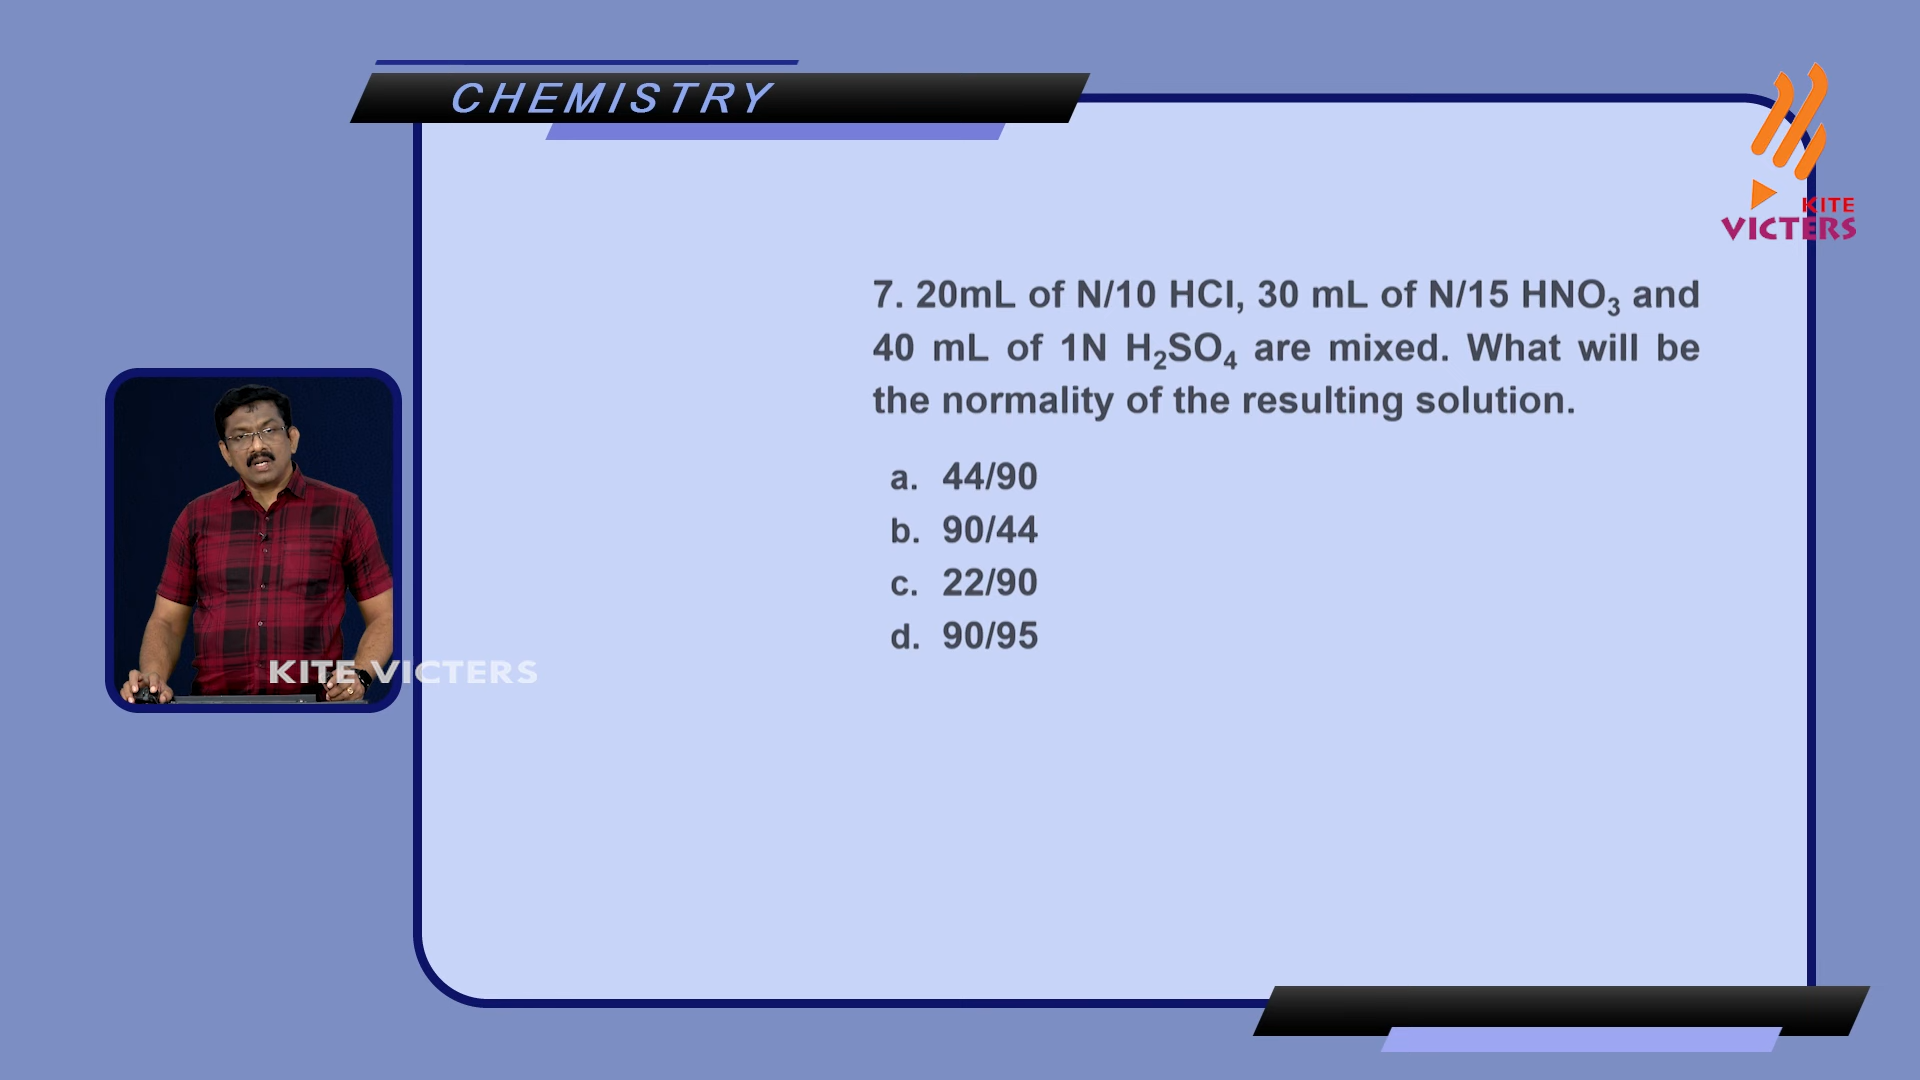 CHEMISTRY
KITE
VICTERS
7. 20mL of N/10 HCl, 30 mL of N/15 HNO₃ and
40 mL of 1N H₂SO₄ are mixed. What will be
the normality of the resulting solution.
a. 44/90
b. 90/44
c. 22/90
d. 90/95
KITE VICTERS